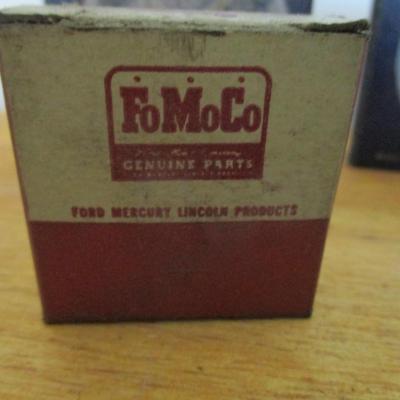 FoMoCo
GENUINE PARTS
FORD MERCURY LINCOLN PRODUCTS